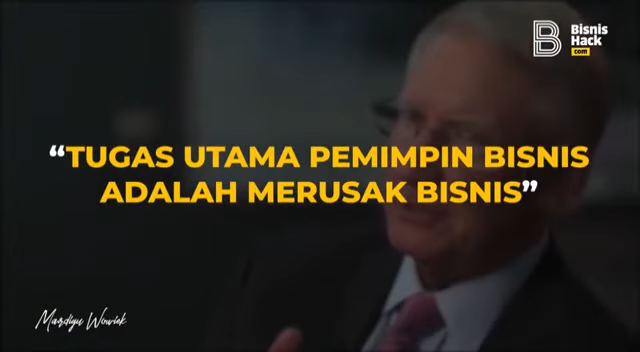 Bisnis
Hack
.com
“TUGAS UTAMA PEMIMPIN BISNIS
ADALAH MERUSAK BISNIS”
Mardigu Wowiek